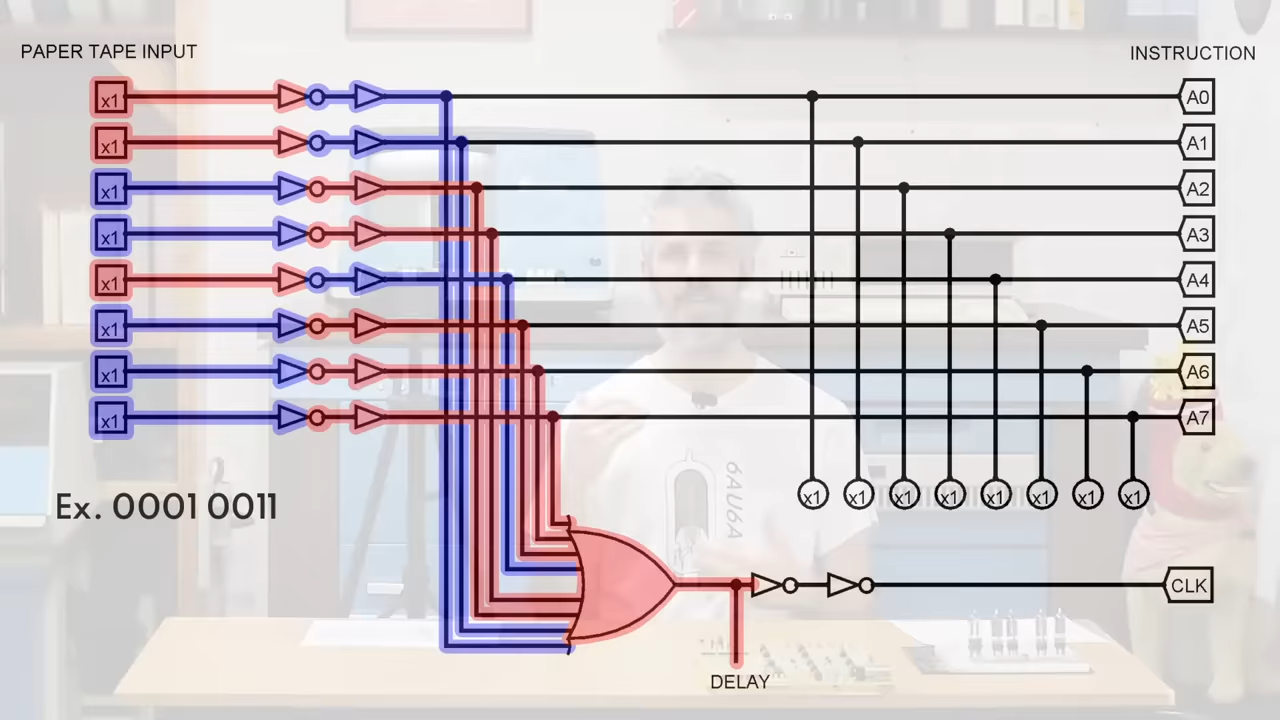 PAPER TAPE INPUT
INSTRUCTION
x1
A0
x1
A1
x1
A2
x1
A3
x1
A4
x1
A5
x1
A6
x1
A7
x1 x1 x1 x1 x1 x1 x1 x1
Ex. 0001 0011
6AU6A
CLK
DELAY